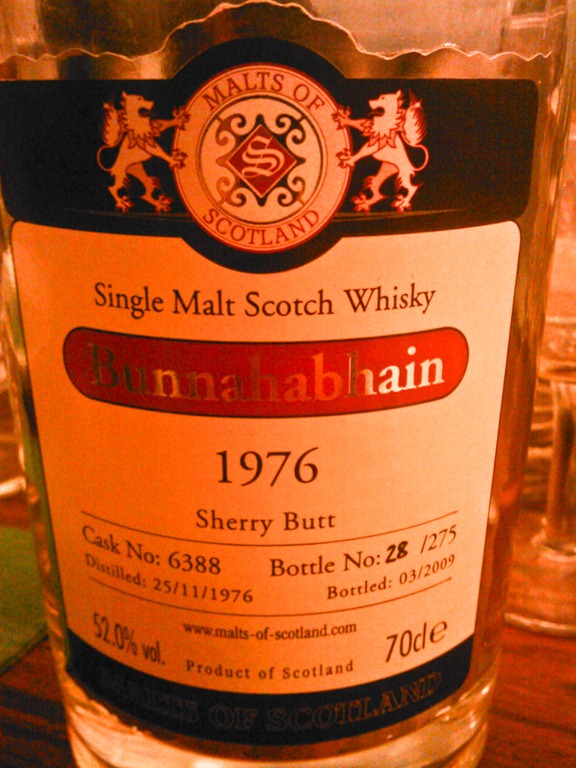 MALTS OF
S
SCOTLAND
Single Malt Scotch Whisky
Bunnahabhain
1976
Sherry Butt
Cask No: 6388 Bottle No: 28 /275
Distilled: 25/11/1976 Bottled: 03/2009
www.malts-of-scotland.com
52.0% vol. Product of Scotland 70cl e
MALTS OF SCOTLAND